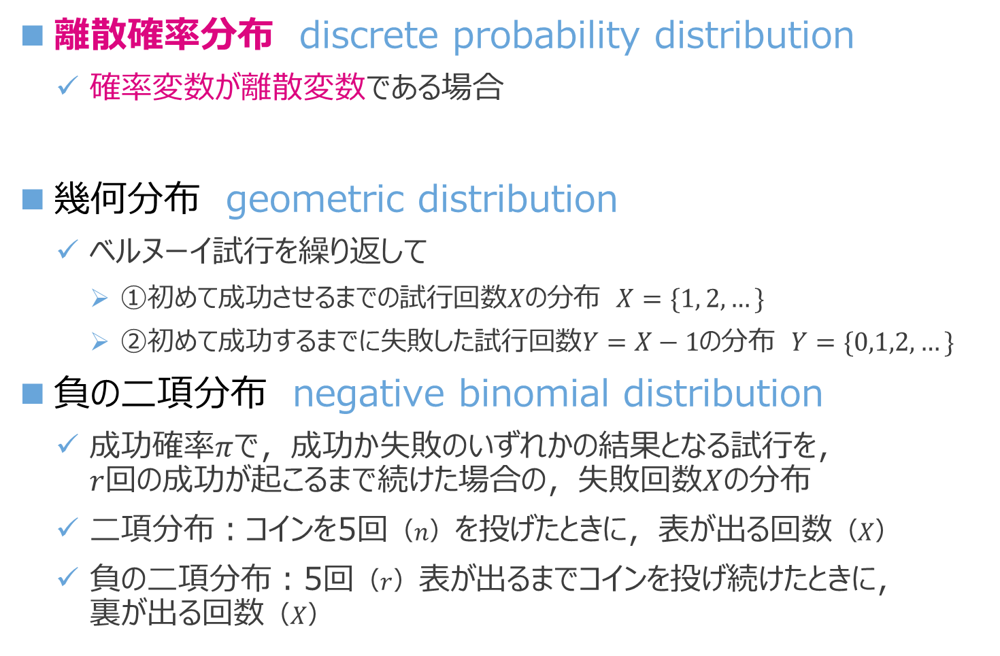 ■ 離散確率分布 discrete probability distribution
✓ 確率変数が離散変数である場合
■ 幾何分布 geometric distribution
✓ ベルヌーイ試行を繰り返して
➢ ①初めて成功させるまでの試行回数Xの分布 X = {1, 2, … }
➢ ②初めて成功するまでに失敗した試行回数Y = X − 1の分布 Y = {0,1,2, … }
■ 負の二項分布 negative binomial distribution
✓ 成功確率πで，成功か失敗のいずれかの結果となる試行を，
r回の成功が起こるまで続けた場合の，失敗回数Xの分布
✓ 二項分布：コインを5回（n）を投げたときに，表が出る回数（X）
✓ 負の二項分布：5回（r）表が出るまでコインを投げ続けたときに，
裏が出る回数（X）